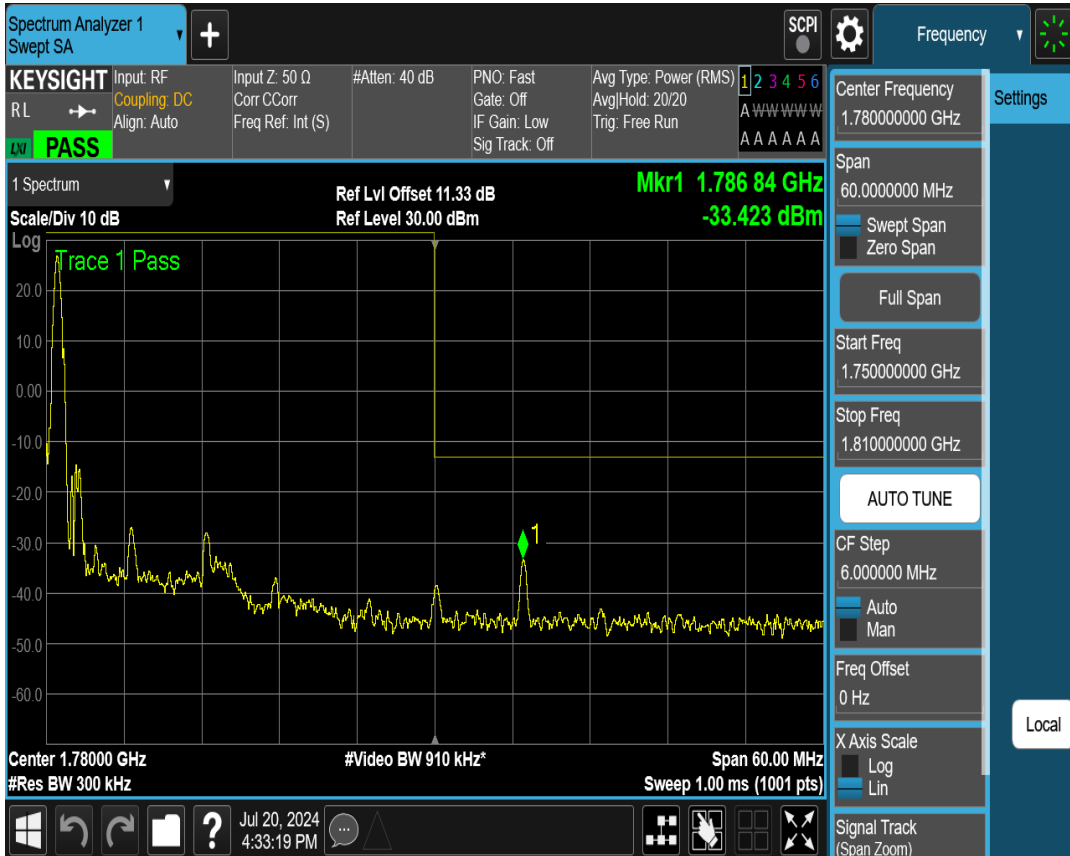 Spectrum Analyzer 1
Swept SA
SCPI
Frequency
KEYSIGHT
R L
LXI
PASS
Input: RF
Coupling: DC
Align: Auto
Input Z: 50 Ω
Corr CCorr
Freq Ref: Int (S)
#Atten: 40 dB
PNO: Fast
Gate: Off
IF Gain: Low
Sig Track: Off
Avg Type: Power (RMS)
Avg|Hold: 20/20
Trig: Free Run
1 2 3 4 5 6
A W W W W W
A A A A A A
1 Spectrum
Scale/Div 10 dB
Ref Lvl Offset 11.33 dB
Ref Level 30.00 dBm
Mkr1 1.786 84 GHz
-33.423 dBm
Log
Trace 1 Pass
20.0
10.0
0.00
-10.0
-20.0
-30.0
-40.0
-50.0
-60.0
1
Center 1.78000 GHz
#Res BW 300 kHz
#Video BW 910 kHz*
Span 60.00 MHz
Sweep 1.00 ms (1001 pts)
Center Frequency
1.780000000 GHz
Span
60.0000000 MHz
Swept Span
Zero Span
Full Span
Start Freq
1.750000000 GHz
Stop Freq
1.810000000 GHz
AUTO TUNE
CF Step
6.000000 MHz
Auto
Man
Freq Offset
0 Hz
X Axis Scale
Log
Lin
Signal Track
(Span Zoom)
Settings
Local
?
Jul 20, 2024
4:33:19 PM